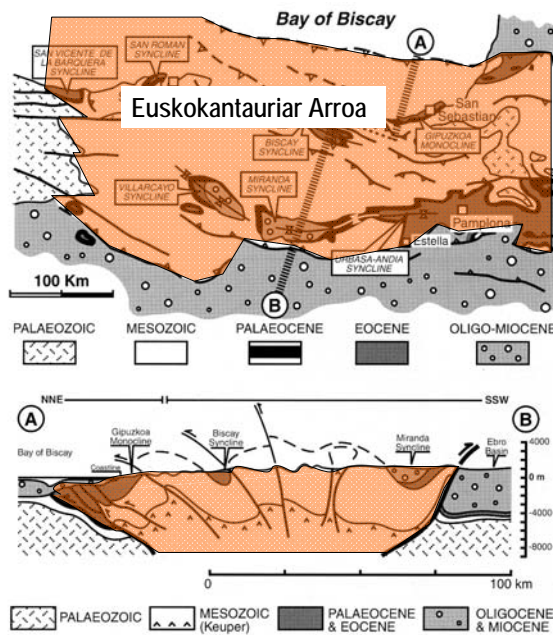 Bay of Biscay
A
SAN VICENTE DE
LA BARQUERA
SYNCLINE
SAN ROMAN
SYNCLINE
Euskokantauriar Arroa
San
Sebastian
BISCAY
SYNCLINE
GIPUZKOA
MONOCLINE
VILLARCAYO
SYNCLINE
MIRANDA
SYNCLINE
Pamplona
Estella
URBASA-ANDIA
SYNCLINE
100 Km
B
PALAEOZOIC
MESOZOIC
PALAEOCENE
EOCENE
OLIGO-MIOCENE
A
NNE
SSW
B
Bay of Biscay
Coastline
Gipuzkoa
Monocline
Biscay
Syncline
Miranda
Syncline
Ebro
Basin
4000
0 m
-4000
-8000
0
100 km
PALAEOZOIC
MESOZOIC
(Keuper)
PALAEOCENE
& EOCENE
OLIGOCENE
& MIOCENE